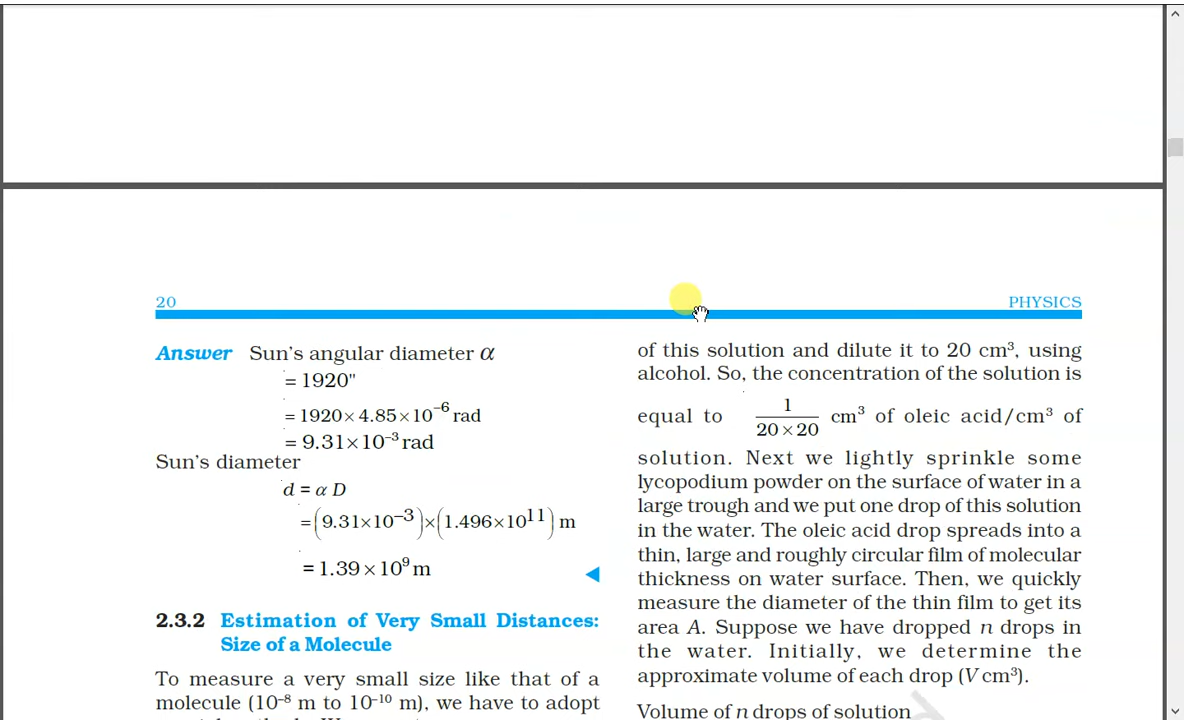 20
PHYSICS
Answer Sun's angular diameter α
= 1920"
= 1920 × 4.85 × 10⁻⁶ rad
= 9.31 × 10⁻³ rad
Sun's diameter
d = α D
= (9.31×10⁻³) × (1.496×10¹¹) m
= 1.39 × 10⁹ m
2.3.2 Estimation of Very Small Distances:
Size of a Molecule
To measure a very small size like that of a
molecule (10⁻⁸ m to 10⁻¹⁰ m), we have to adopt
of this solution and dilute it to 20 cm³, using
alcohol. So, the concentration of the solution is
equal to 1/(20 × 20) cm³ of oleic acid/cm³ of
solution. Next we lightly sprinkle some
lycopodium powder on the surface of water in a
large trough and we put one drop of this solution
in the water. The oleic acid drop spreads into a
thin, large and roughly circular film of molecular
thickness on water surface. Then, we quickly
measure the diameter of the thin film to get its
area A. Suppose we have dropped n drops in
the water. Initially, we determine the
approximate volume of each drop (V cm³).
Volume of n drops of solution